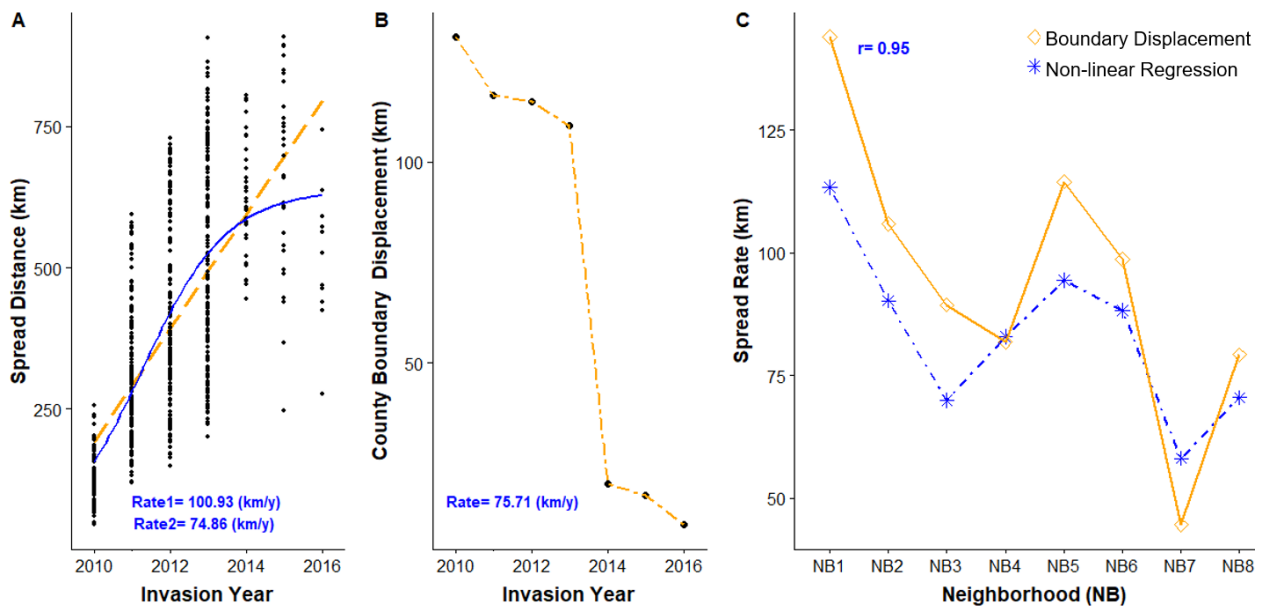 A
Spread Distance (km)
750
500
250
Rate1= 100.93 (km/y)
Rate2= 74.86 (km/y)
2010 2012 2014 2016
Invasion Year
B
County Boundary Displacement (km)
100
50
Rate= 75.71 (km/y)
2010 2012 2014 2016
Invasion Year
C
Spread Rate (km)
r= 0.95
Boundary Displacement
Non-linear Regression
125
100
75
50
NB1 NB2 NB3 NB4 NB5 NB6 NB7 NB8
Neighborhood (NB)